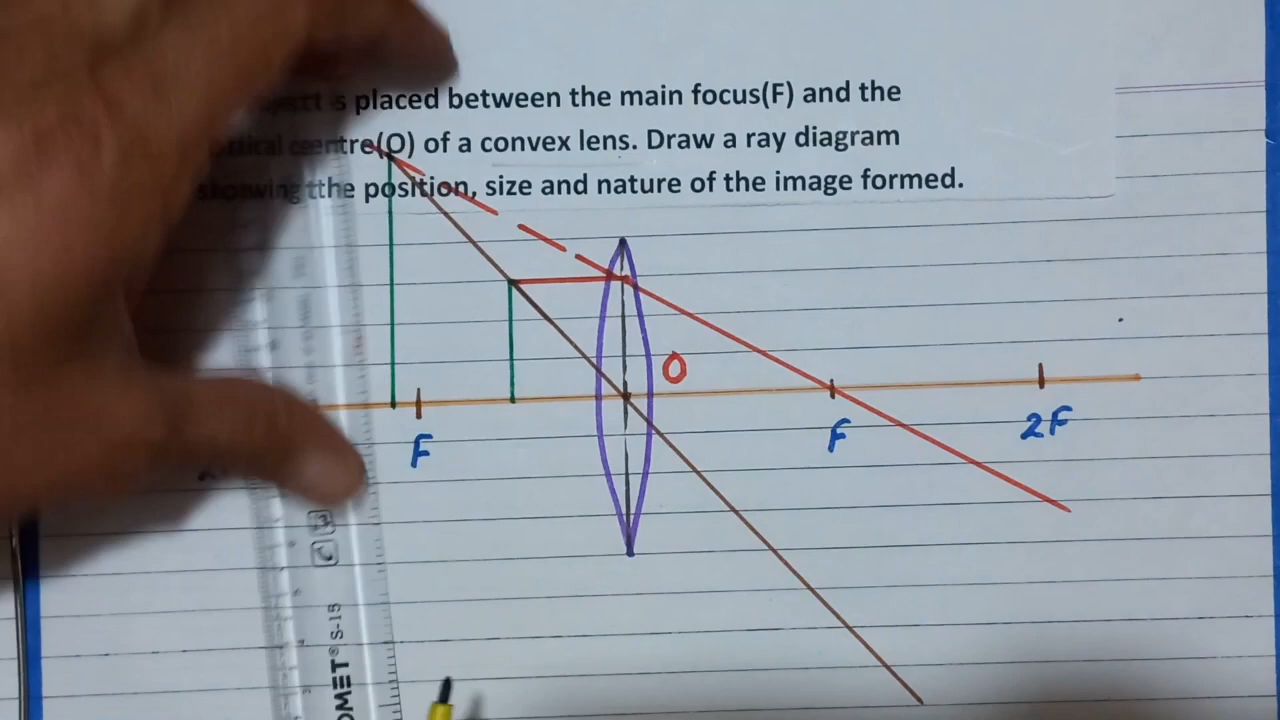 placed between the main focus(F) and the
(O) of a convex lens. Draw a ray diagram
the position, size and nature of the image formed.
O
F
F
2F
OMET® S-15